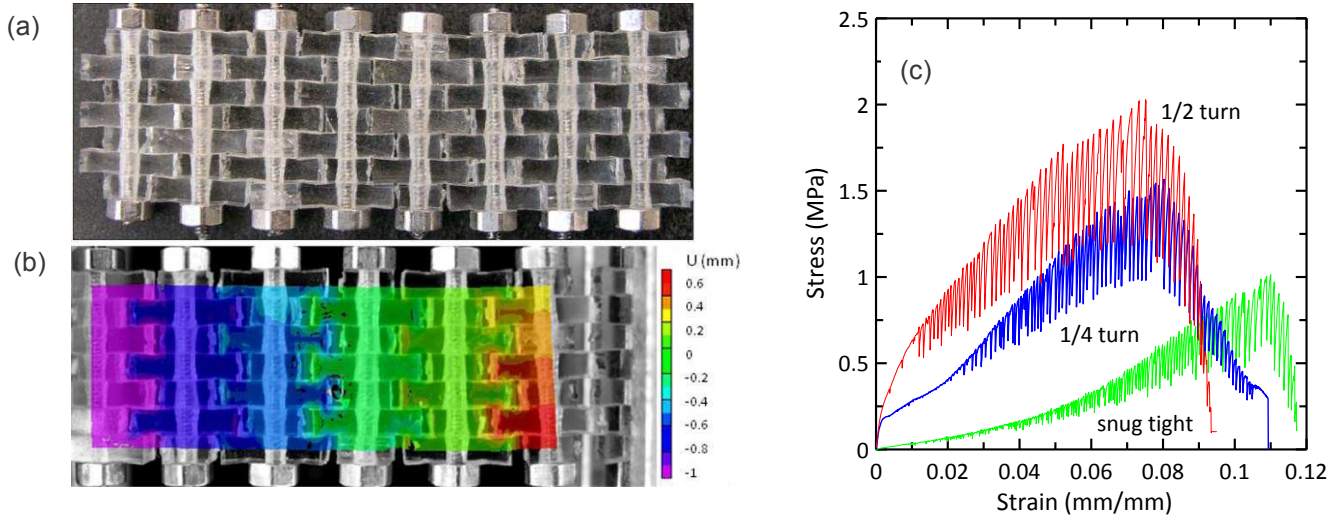 (a)
(b)
U (mm)
0.6
0.4
0.2
0
-0.2
-0.4
-0.6
-0.8
-1
(c)
2.5
2
1.5
1
0.5
0
Stress (MPa)
1/2 turn
1/4 turn
snug tight
0 0.02 0.04 0.06 0.08 0.1 0.12
Strain (mm/mm)